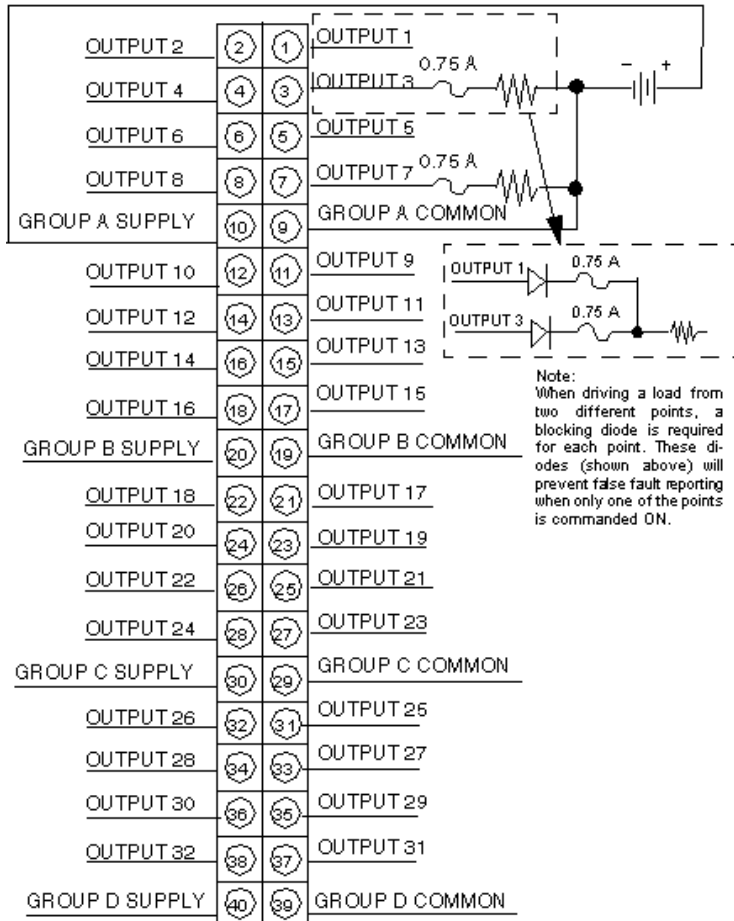 OUTPUT 2 2 1 OUTPUT 1
0.75 A
- +
OUTPUT 4 4 3 OUTPUT 3
OUTPUT 6 6 5 OUTPUT 5
0.75 A
OUTPUT 8 8 7 OUTPUT 7
GROUP A SUPPLY 10 9 GROUP A COMMON
OUTPUT 10 12 11 OUTPUT 9
OUTPUT 1 0.75 A
OUTPUT 12 14 13 OUTPUT 11
OUTPUT 3 0.75 A
OUTPUT 14 16 15 OUTPUT 13
OUTPUT 16 18 17 OUTPUT 15
GROUP B SUPPLY 20 19 GROUP B COMMON
Note:
When driving a load from
two different points, a
blocking diode is required
for each point. These di-
odes (shown above) will
prevent false fault reporting
when only one of the points
is commanded ON.
OUTPUT 18 22 21 OUTPUT 17
OUTPUT 20 24 23 OUTPUT 19
OUTPUT 22 26 25 OUTPUT 21
OUTPUT 24 28 27 OUTPUT 23
GROUP C SUPPLY 30 29 GROUP C COMMON
OUTPUT 26 32 31 OUTPUT 25
OUTPUT 28 34 33 OUTPUT 27
OUTPUT 30 36 35 OUTPUT 29
OUTPUT 32 38 37 OUTPUT 31
GROUP D SUPPLY 40 39 GROUP D COMMON